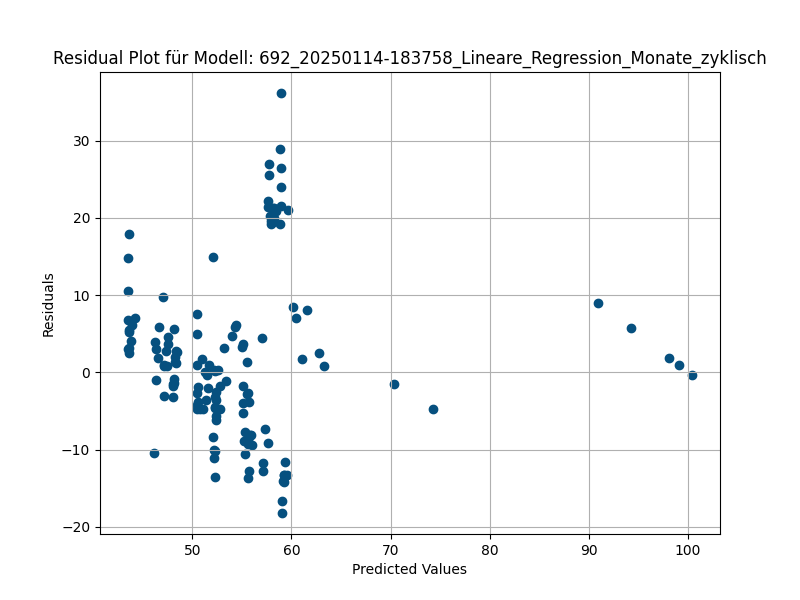 Residual Plot für Modell: 692_20250114-183758_Lineare_Regression_Monate_zyklisch
30
20
10
0
−10
−20
Residuals
50 60 70 80 90 100
Predicted Values